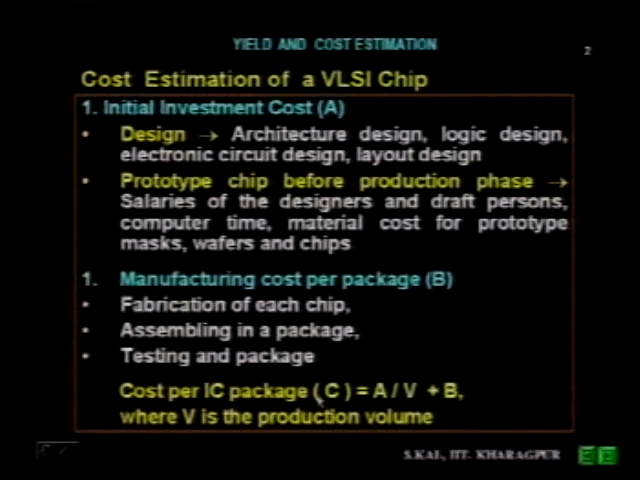 YIELD AND COST ESTIMATION
2
Cost Estimation of a VLSI Chip
1. Initial Investment Cost (A)
• Design → Architecture design, logic design,
electronic circuit design, layout design
• Prototype chip before production phase →
Salaries of the designers and draft persons,
computer time, material cost for prototype
masks, wafers and chips
1. Manufacturing cost per package (B)
• Fabrication of each chip,
• Assembling in a package,
• Testing and package
Cost per IC package ( C ) = A / V + B,
where V is the production volume
S.KAL, IIT- KHARAGPUR